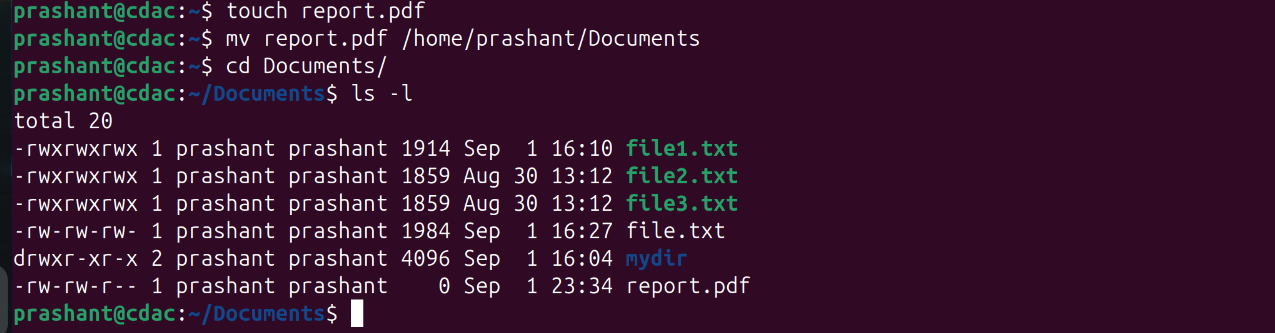 prashant@cdac:~$ touch report.pdf
prashant@cdac:~$ mv report.pdf /home/prashant/Documents
prashant@cdac:~$ cd Documents/
prashant@cdac:~/Documents$ ls -l
total 20
-rwxrwxrwx 1 prashant prashant 1914 Sep  1 16:10 file1.txt
-rwxrwxrwx 1 prashant prashant 1859 Aug 30 13:12 file2.txt
-rwxrwxrwx 1 prashant prashant 1859 Aug 30 13:12 file3.txt
-rw-rw-rw- 1 prashant prashant 1984 Sep  1 16:27 file.txt
drwxr-xr-x 2 prashant prashant 4096 Sep  1 16:04 mydir
-rw-rw-r-- 1 prashant prashant    0 Sep  1 23:34 report.pdf
prashant@cdac:~/Documents$